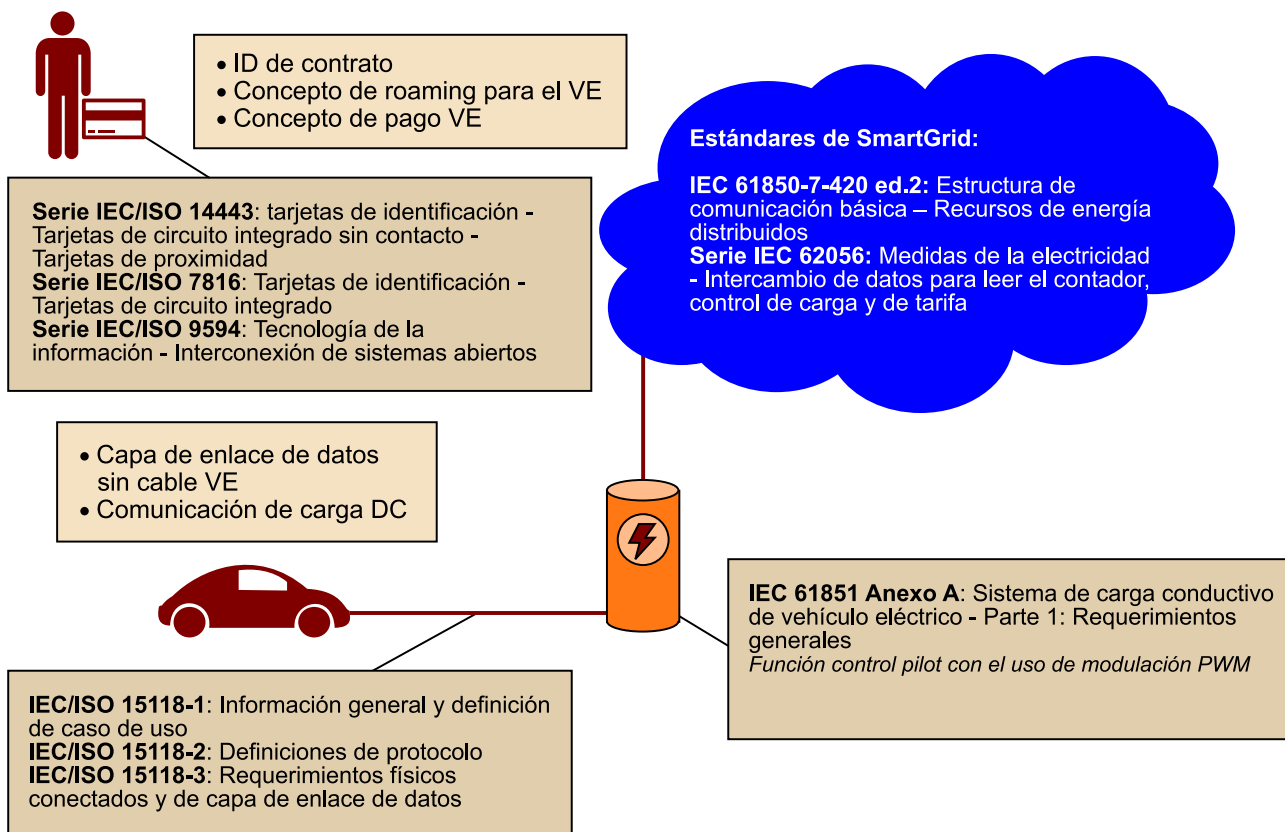 • ID de contrato
• Concepto de roaming para el VE
• Concepto de pago VE
Serie IEC/ISO 14443: tarjetas de identificación -
Tarjetas de circuito integrado sin contacto -
Tarjetas de proximidad
Serie IEC/ISO 7816: Tarjetas de identificación -
Tarjetas de circuito integrado
Serie IEC/ISO 9594: Tecnología de la
información - Interconexión de sistemas abiertos
Estándares de SmartGrid:
IEC 61850-7-420 ed.2: Estructura de
comunicación básica – Recursos de energía
distribuidos
Serie IEC 62056: Medidas de la electricidad
- Intercambio de datos para leer el contador,
control de carga y de tarifa
• Capa de enlace de datos
sin cable VE
• Comunicación de carga DC
IEC 61851 Anexo A: Sistema de carga conductivo
de vehículo eléctrico - Parte 1: Requerimientos
generales
Función control pilot con el uso de modulación PWM
IEC/ISO 15118-1: Información general y definición
de caso de uso
IEC/ISO 15118-2: Definiciones de protocolo
IEC/ISO 15118-3: Requerimientos físicos
conectados y de capa de enlace de datos